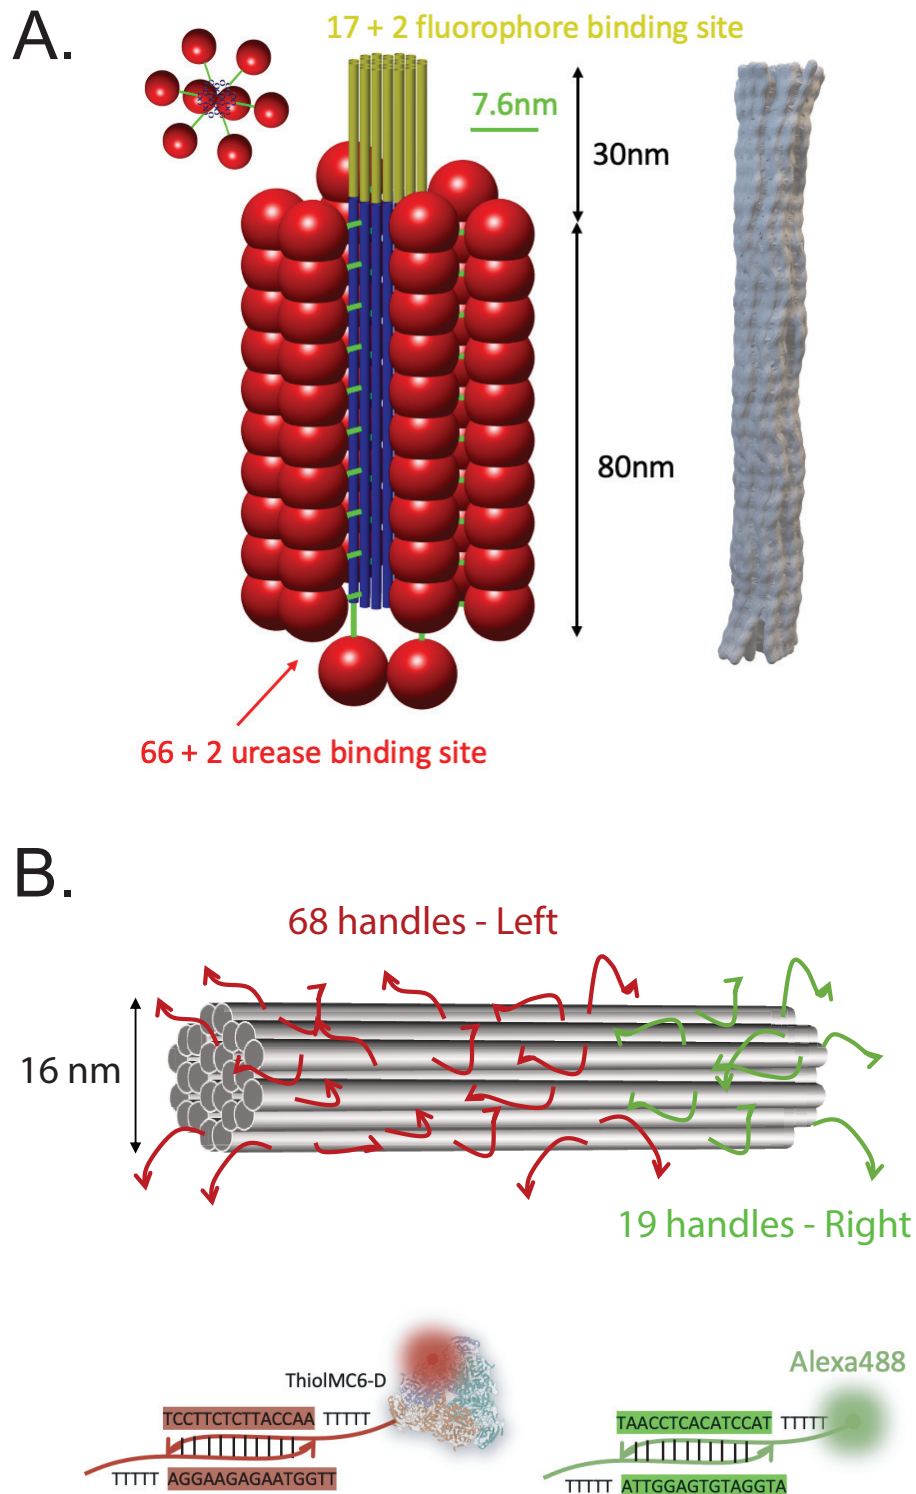 A.
17 + 2 fluorophore binding site
7.6nm
30nm
80nm
66 + 2 urease binding site
B.
68 handles - Left
16 nm
19 handles - Right
ThiolMC6-D
Alexa488
TCCTTCTCTTACCAA TTTTT
TAACCTCACATCCAT TTTTT
TTTTT AGGAAGAGAATGGTT
TTTTT ATTGGAGTGTAGGTA